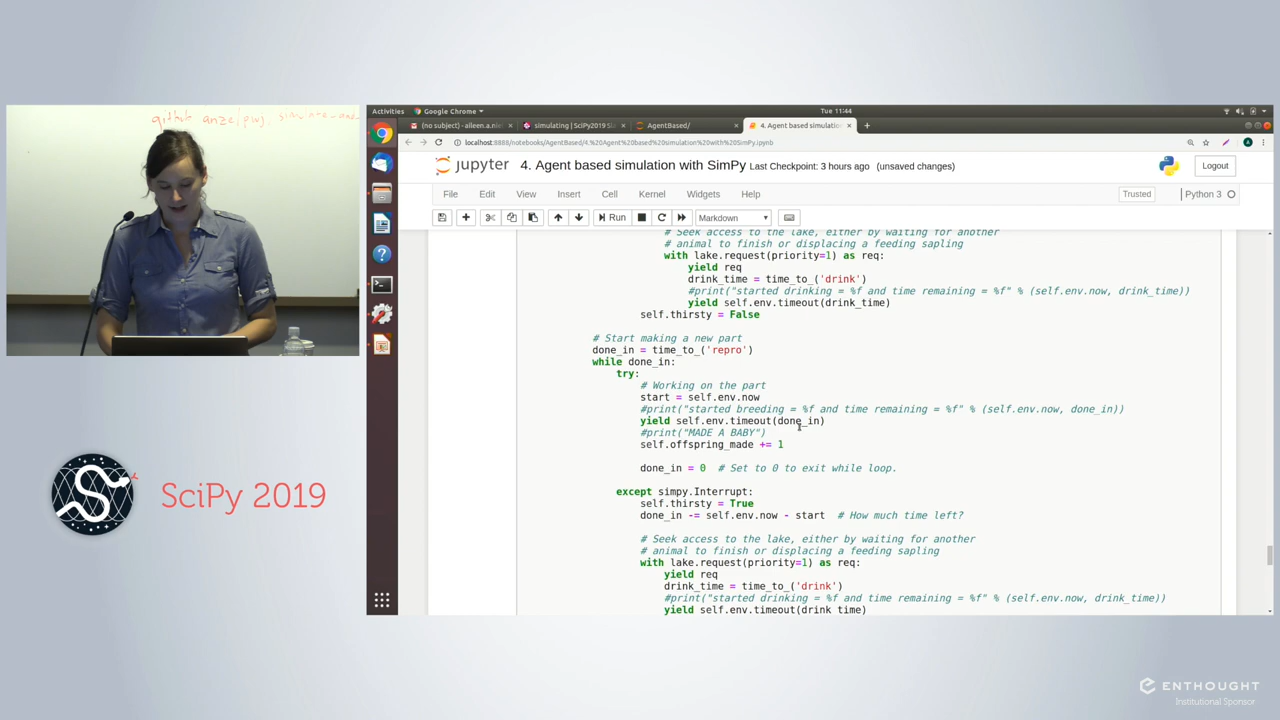 github
Activities
Google Chrome
Tue 11:44
(no subject) - aileen.a.nie
simulating | SciPy2019 Sin
AgentBased/
4. Agent based simulation
localhost:8888/notebooks/AgentBased/4.%20Agent%20based%20simulation%20with%20SimPy.ipynb
jupyter 4. Agent based simulation with SimPy Last Checkpoint: 3 hours ago (unsaved changes)
Logout
File Edit View Insert Cell Kernel Widgets Help
Trusted
Python 3
Run
Markdown
# Seek access to the lake, either by waiting for another
# animal to finish or displacing a feeding sapling
with lake.request(priority=1) as req:
yield req
drink_time = time_to_('drink')
#print("started drinking = %f and time remaining = %f" % (self.env.now, drink_time))
yield self.env.timeout(drink_time)
self.thirsty = False
# Start making a new part
done_in = time_to_('repro')
while done_in:
try:
# Working on the part
start = self.env.now
#print("started breeding = %f and time remaining = %f" % (self.env.now, done_in))
yield self.env.timeout(done_in)
#print("MADE A BABY")
self.offspring_made += 1
done_in = 0 # Set to 0 to exit while loop.
except simpy.Interrupt:
self.thirsty = True
done_in -= self.env.now - start # How much time left?
# Seek access to the lake, either by waiting for another
# animal to finish or displacing a feeding sapling
with lake.request(priority=1) as req:
yield req
drink_time = time_to_('drink')
#print("started drinking = %f and time remaining = %f" % (self.env.now, drink_time))
yield self.env.timeout(drink_time)
S
SciPy 2019
ENTHOUGHT
Institutional Sponsor